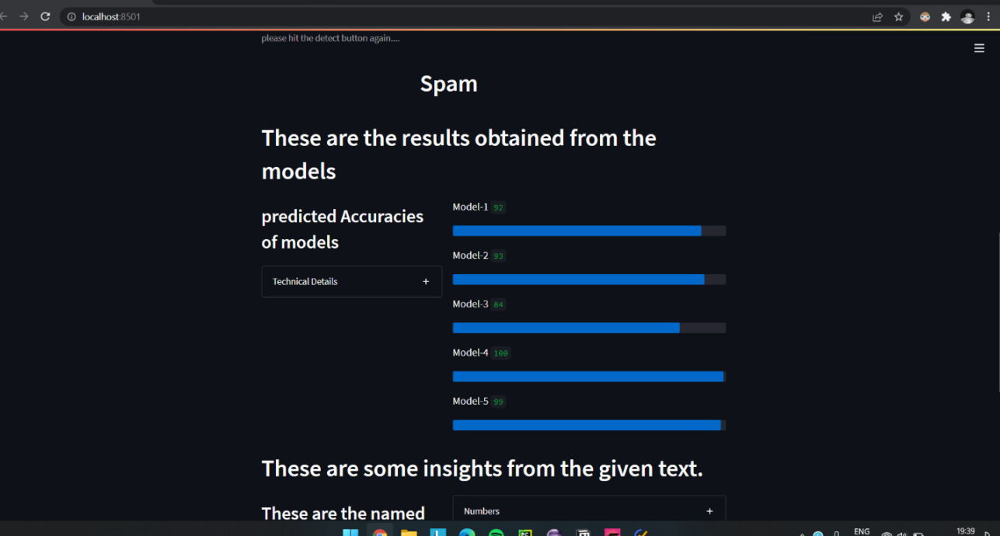 localhost:8501
please hit the detect button again....
Spam
These are the results obtained from the
models
predicted Accuracies
of models
Technical Details
+
Model-1 92
Model-2 93
Model-3 84
Model-4 100
Model-5 99
These are some insights from the given text.
These are the named
Numbers
+
ENG
19:39